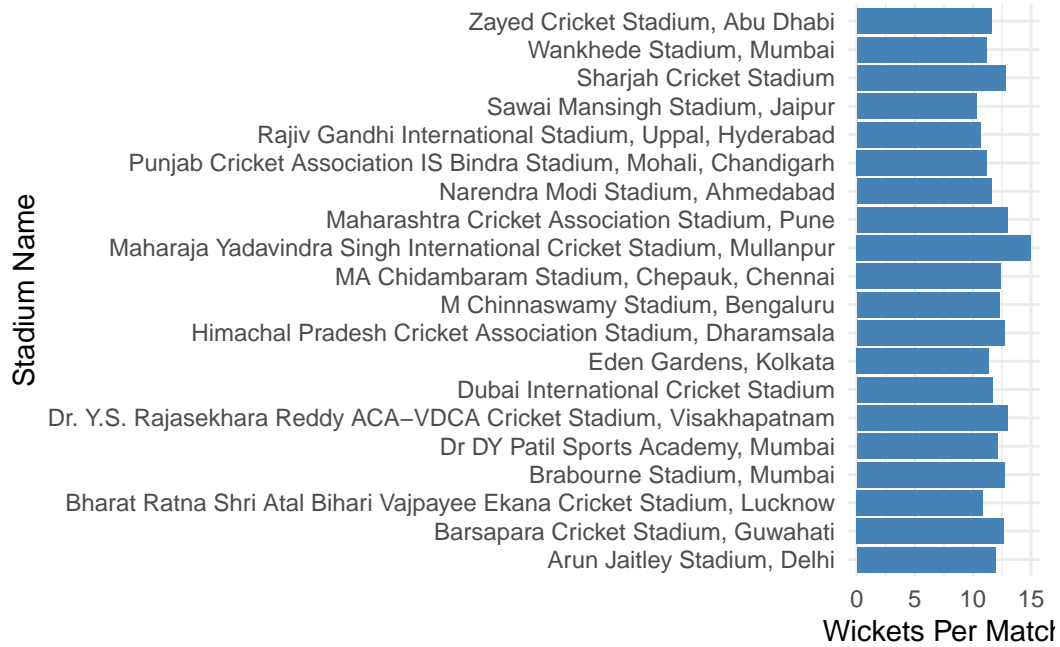 Zayed Cricket Stadium, Abu Dhabi
Wankhede Stadium, Mumbai
Sharjah Cricket Stadium
Sawai Mansingh Stadium, Jaipur
Rajiv Gandhi International Stadium, Uppal, Hyderabad
Punjab Cricket Association IS Bindra Stadium, Mohali, Chandigarh
Narendra Modi Stadium, Ahmedabad
Maharashtra Cricket Association Stadium, Pune
Maharaja Yadavindra Singh International Cricket Stadium, Mullanpur
MA Chidambaram Stadium, Chepauk, Chennai
M Chinnaswamy Stadium, Bengaluru
Himachal Pradesh Cricket Association Stadium, Dharamsala
Eden Gardens, Kolkata
Dubai International Cricket Stadium
Dr. Y.S. Rajasekhara Reddy ACA−VDCA Cricket Stadium, Visakhapatnam
Dr DY Patil Sports Academy, Mumbai
Brabourne Stadium, Mumbai
Bharat Ratna Shri Atal Bihari Vajpayee Ekana Cricket Stadium, Lucknow
Barsapara Cricket Stadium, Guwahati
Arun Jaitley Stadium, Delhi
Stadium Name
0 5 10 15
Wickets Per Match